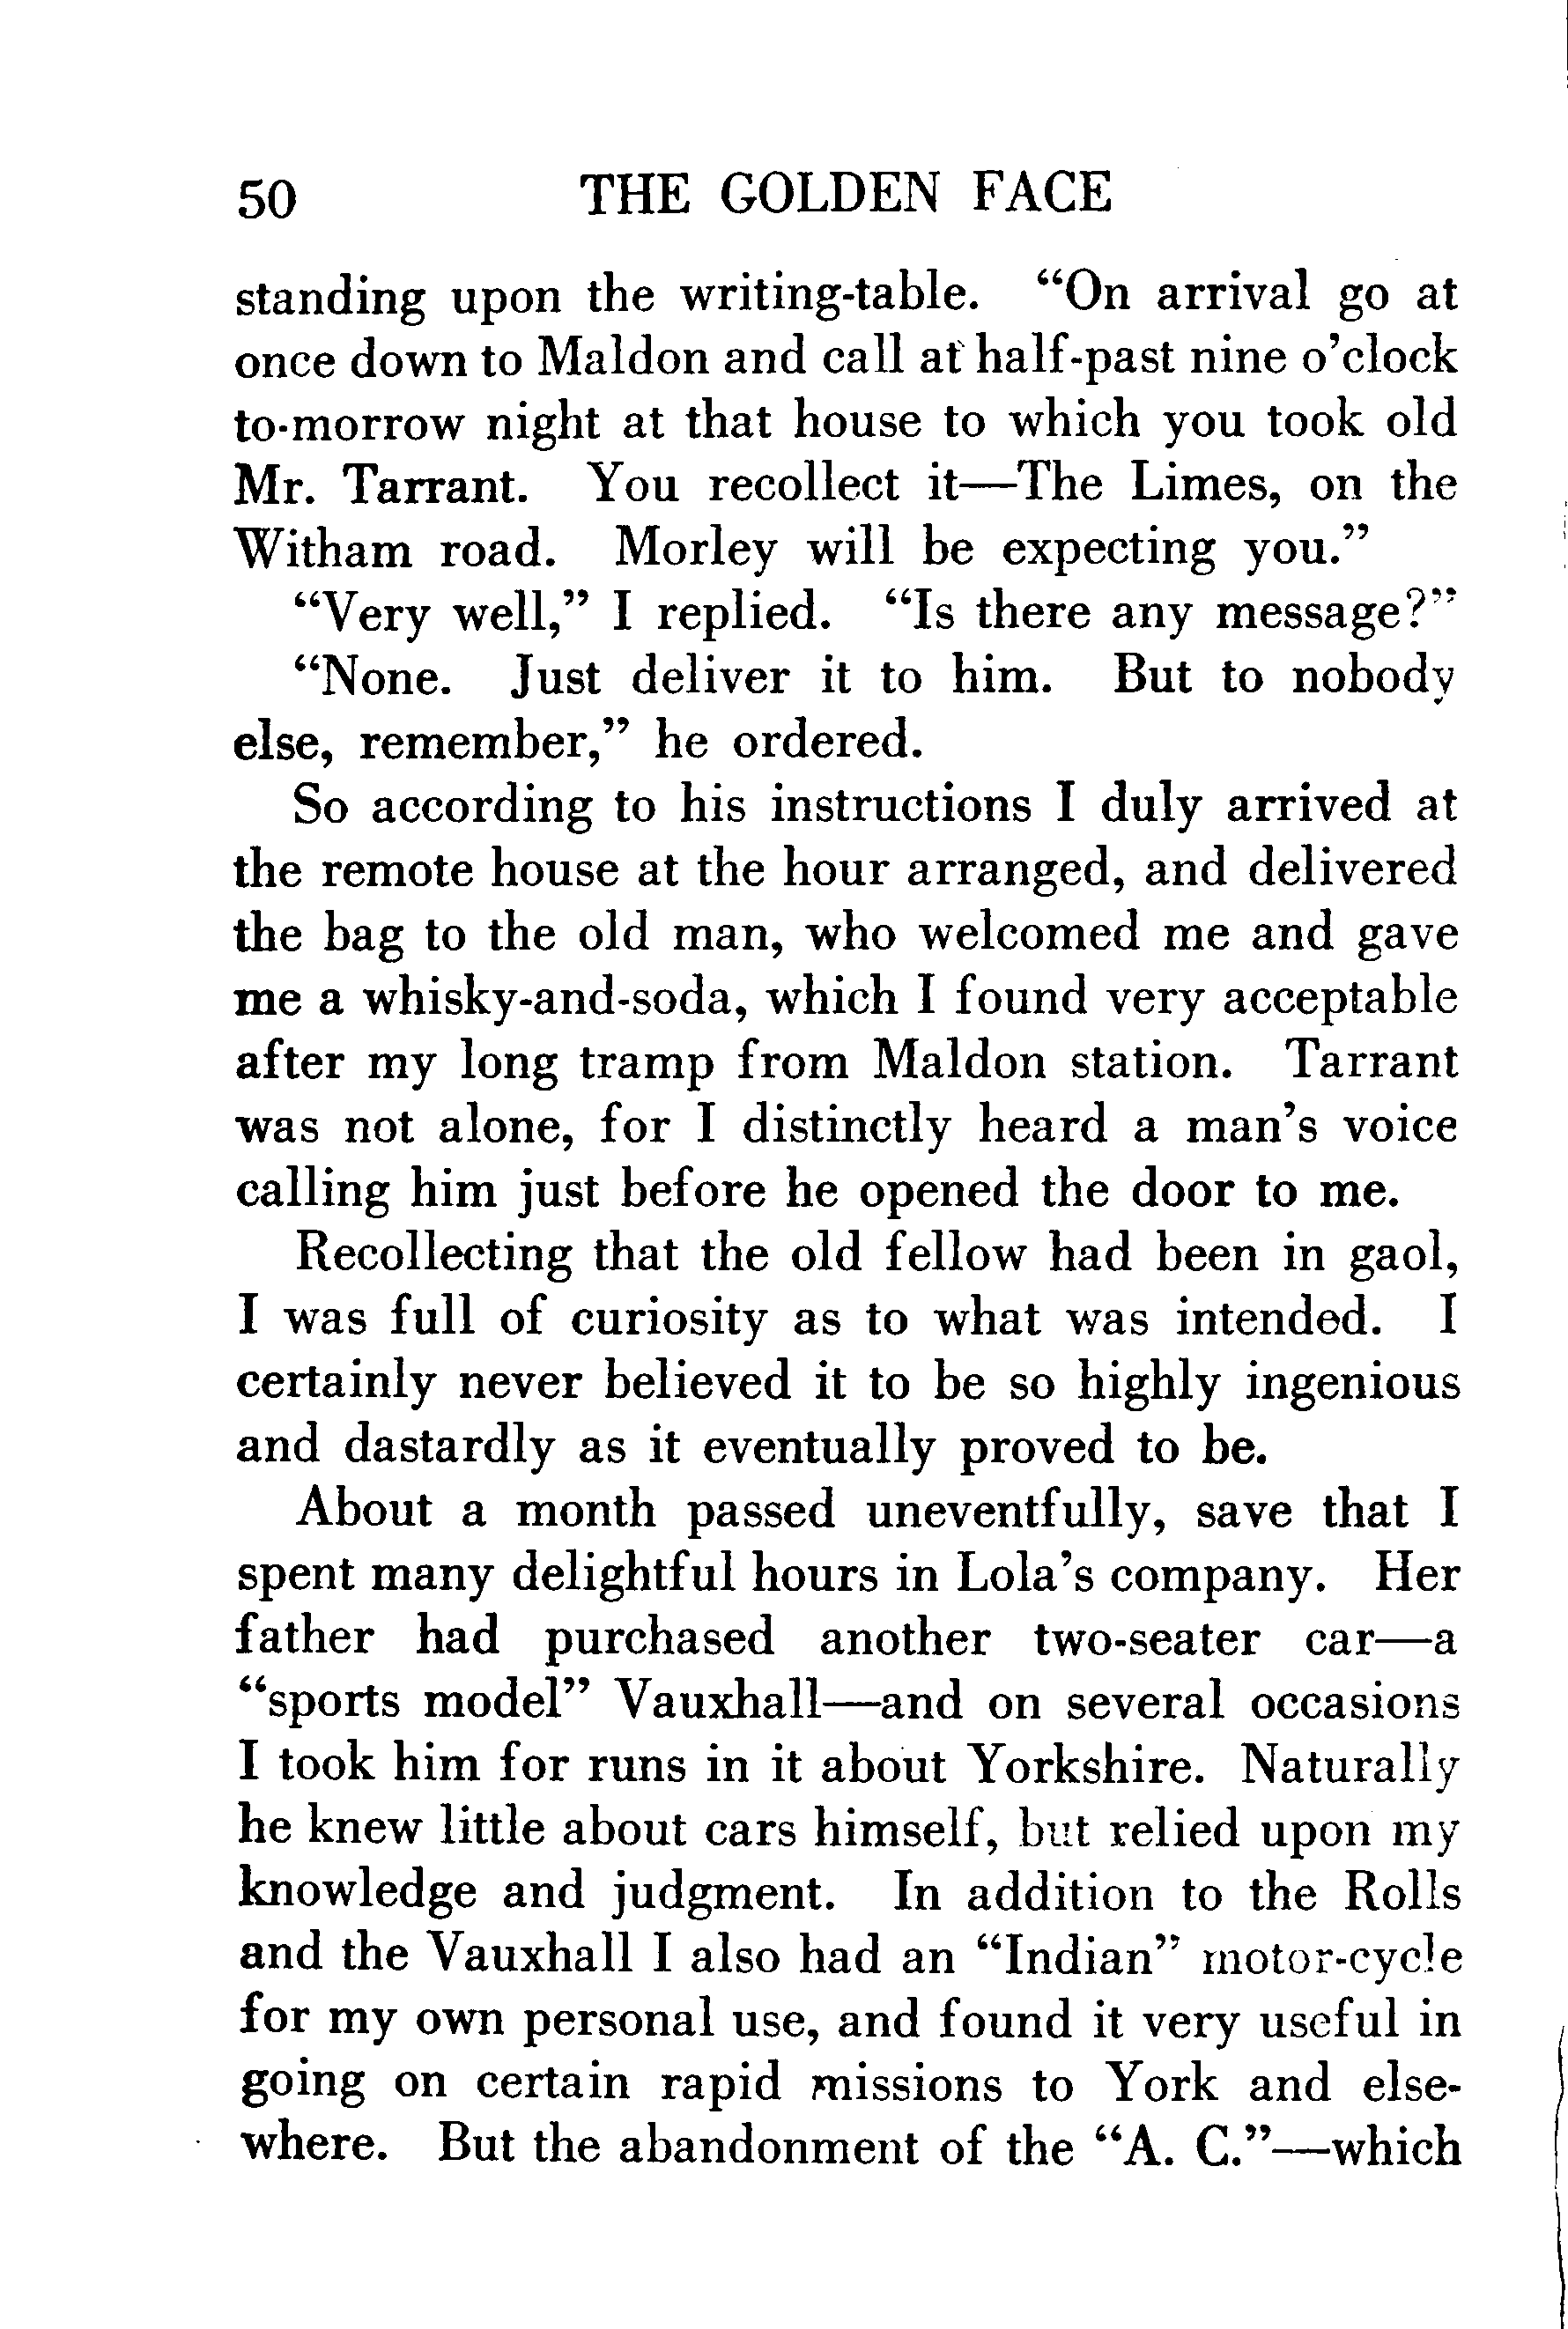 50 THE GOLDEN FACE
standing upon the writing-table. “On arrival go at
once down to Maldon and call at half-past nine o’clock
to-morrow night at that house to which you took old
Mr. Tarrant. You recollect it—The Limes, on the
Witham road. Morley will be expecting you.”
“Very well,” I replied. “Is there any message?”
“None. Just deliver it to him. But to nobody
else, remember,” he ordered.
So according to his instructions I duly arrived at
the remote house at the hour arranged, and delivered
the bag to the old man, who welcomed me and gave
me a whisky-and-soda, which I found very acceptable
after my long tramp from Maldon station. Tarrant
was not alone, for I distinctly heard a man’s voice
calling him just before he opened the door to me.
Recollecting that the old fellow had been in gaol,
I was full of curiosity as to what was intended. I
certainly never believed it to be so highly ingenious
and dastardly as it eventually proved to be.
About a month passed uneventfully, save that I
spent many delightful hours in Lola’s company. Her
father had purchased another two-seater car—a
“sports model” Vauxhall—and on several occasions
I took him for runs in it about Yorkshire. Naturally
he knew little about cars himself, but relied upon my
knowledge and judgment. In addition to the Rolls
and the Vauxhall I also had an “Indian” motor-cycle
for my own personal use, and found it very useful in
going on certain rapid missions to York and else-
where. But the abandonment of the “A. C.”—which